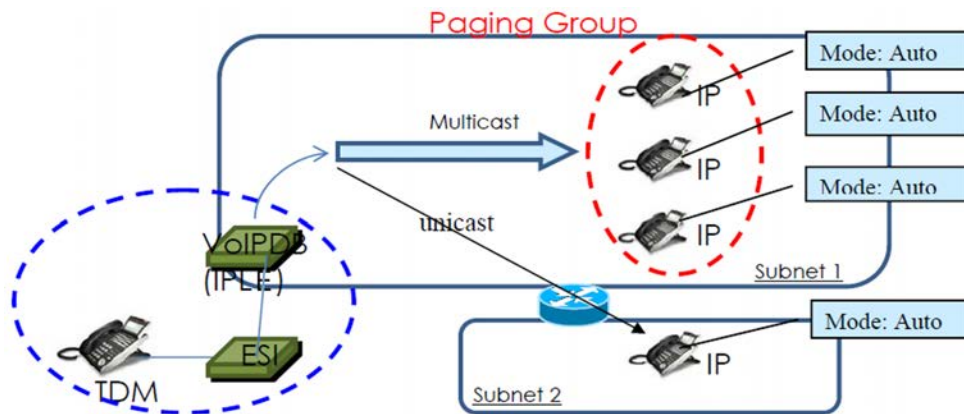 Paging Group
Mode: Auto
IP
Multicast
Mode: Auto
IP
Mode: Auto
IP
unicast
VoIPDB
(IPLE)
Subnet 1
Mode: Auto
ESI
IP
TDM
Subnet 2